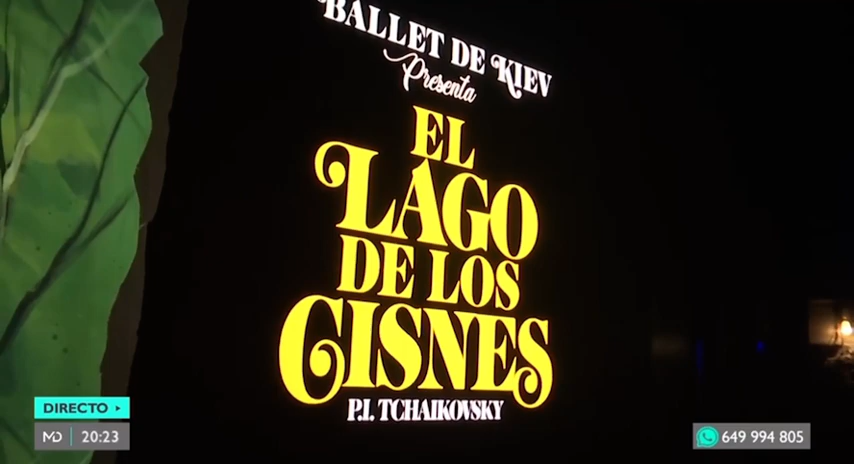 BALLET DE KIEV
Presenta
EL
LAGO
DE LOS
CISNES
P.I. TCHAIKOVSKY
DIRECTO
MD 20:23
649 994 805